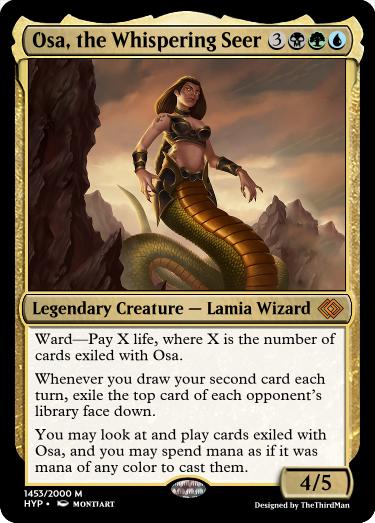 Osa, the Whispering Seer 3
Legendary Creature — Lamia Wizard
Ward—Pay X life, where X is the number of
cards exiled with Osa.
Whenever you draw your second card each
turn, exile the top card of each opponent's
library face down.
You may look at and play cards exiled with
Osa, and you may spend mana as if it was
mana of any color to cast them.
4/5
1453/2000 M
HYP • MONTJART
Designed by TheThirdMan